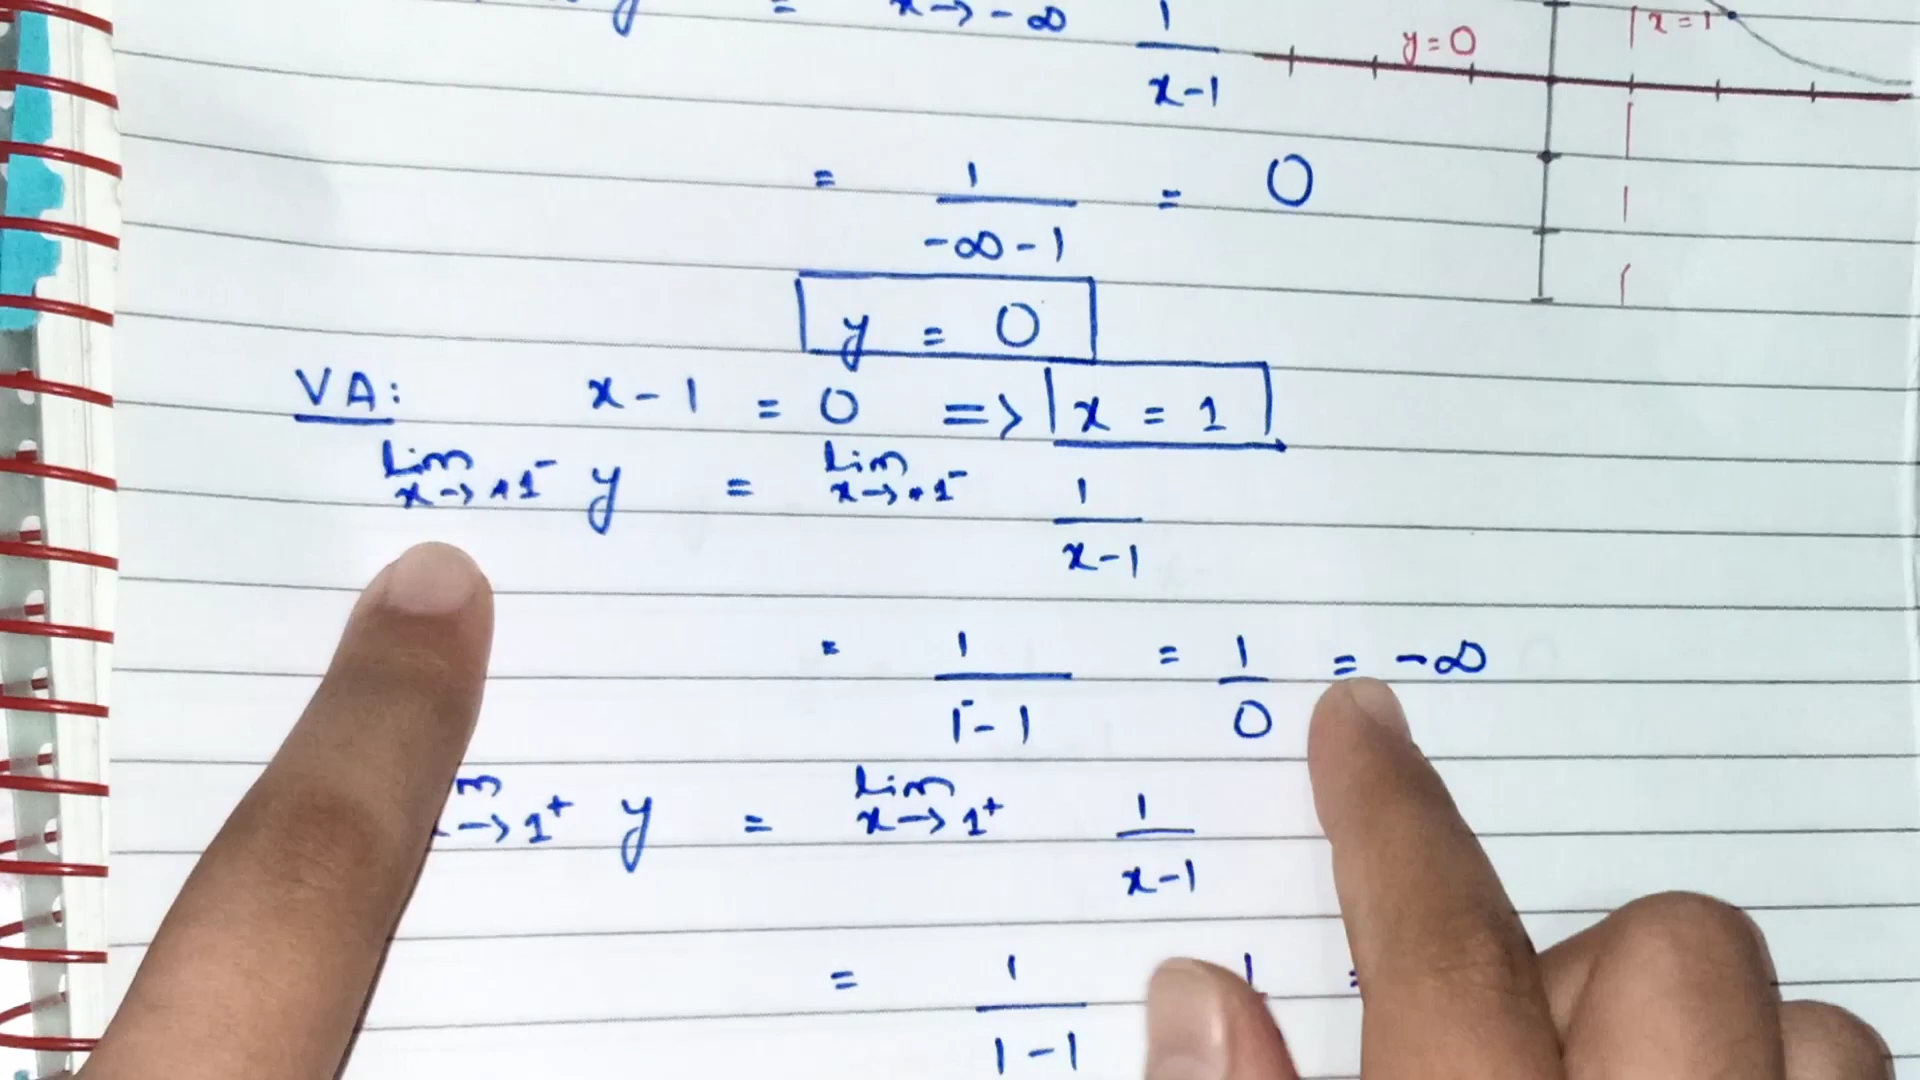 y = x→-∞ 1/(x-1)
y=0
x=1
= 1/(-∞-1) = 0
y = 0
VA: x-1 = 0 => x = 1
lim x→1⁻ y = lim x→1⁻ 1/(x-1)
= 1/(1⁻-1) = 1/0 = -∞
m →1⁺ y = lim x→1⁺ 1/(x-1)
= 1/(1-1) 1 =